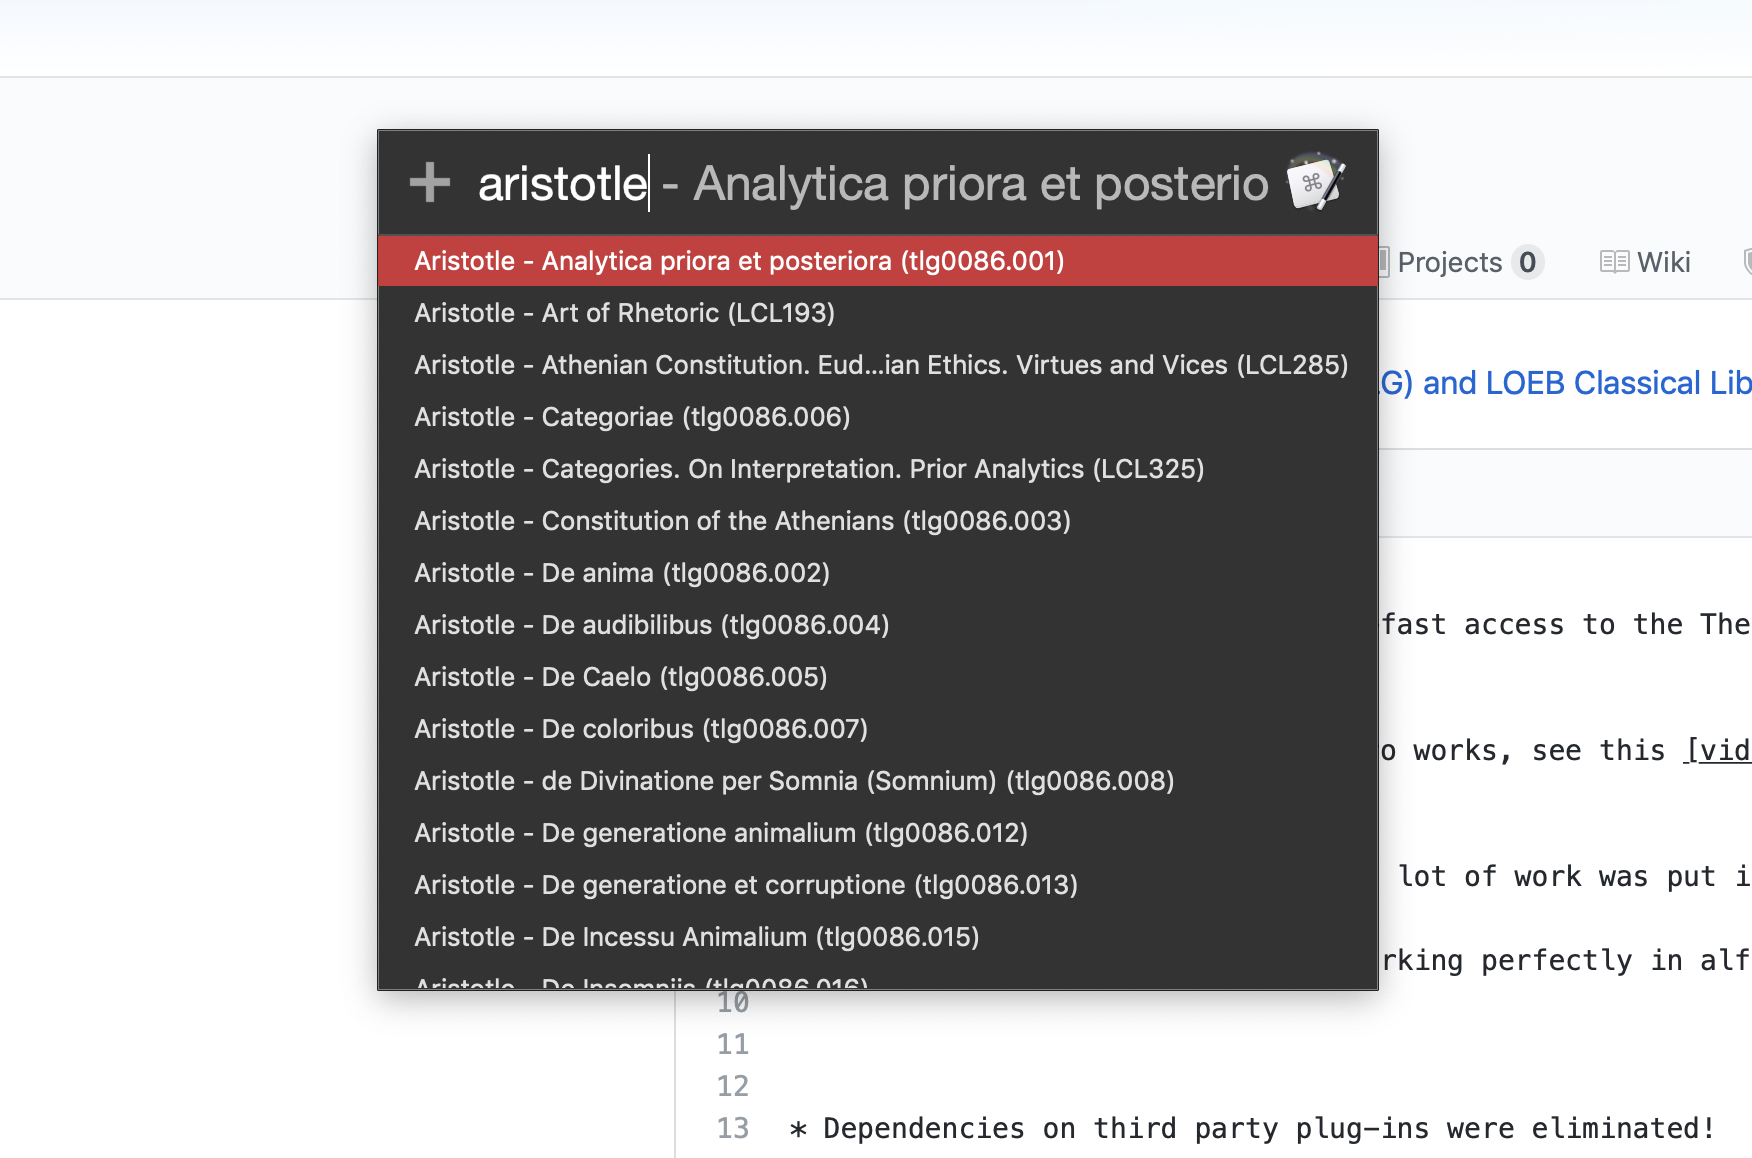 aristotle - Analytica priora et posterio
Aristotle - Analytica priora et posteriora (tlg0086.001)
Aristotle - Art of Rhetoric (LCL193)
Aristotle - Athenian Constitution. Eud...ian Ethics. Virtues and Vices (LCL285)
Aristotle - Categoriae (tlg0086.006)
Aristotle - Categories. On Interpretation. Prior Analytics (LCL325)
Aristotle - Constitution of the Athenians (tlg0086.003)
Aristotle - De anima (tlg0086.002)
Aristotle - De audibilibus (tlg0086.004)
Aristotle - De Caelo (tlg0086.005)
Aristotle - De coloribus (tlg0086.007)
Aristotle - de Divinatione per Somnia (Somnium) (tlg0086.008)
Aristotle - De generatione animalium (tlg0086.012)
Aristotle - De generatione et corruptione (tlg0086.013)
Aristotle - De Incessu Animalium (tlg0086.015)
Aristotle - De Insomniis (tlg0086.016)
Projects 0 Wiki
G) and LOEB Classical Lib
fast access to the The
o works, see this [vid
lot of work was put i
rking perfectly in alf
10
11
12
13 * Dependencies on third party plug-ins were eliminated!